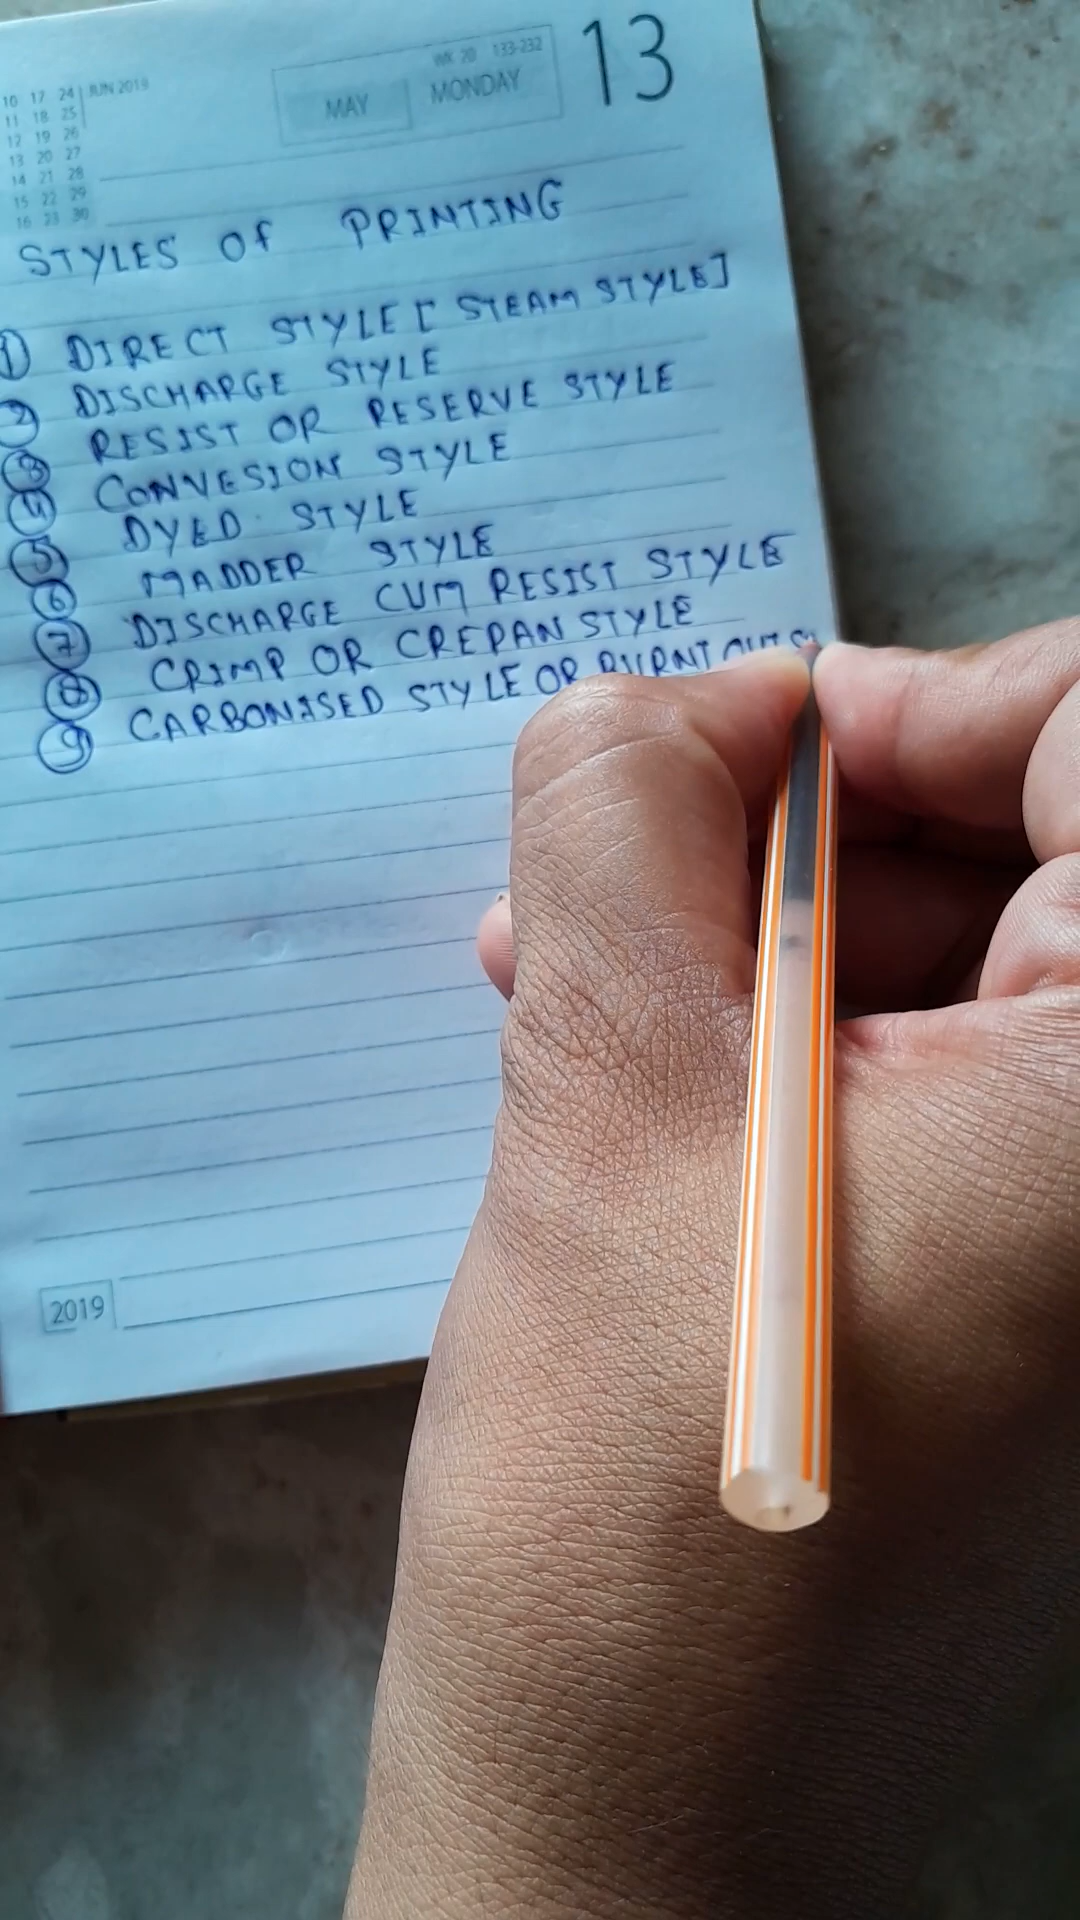 10 17 24 JUN 2019
11 18 25
12 19 26
13 20 27
14 21 28
15 22 29
16 23 30
WK 20 133-232
MAY MONDAY 13
STYLES Of PRINTING
1 DIRECT STYLE [ STEAM STYLE]
2 DISCHARGE STYLE
3 RESIST OR RESERVE STYLE
4 CONVESION STYLE
5 DYED STYLE
6 MADDER STYLE
7 DISCHARGE CUM RESIST STYLE
8 CRIMP OR CREPAN STYLE
9 CARBONISED STYLE OR BURNT OUT
2019